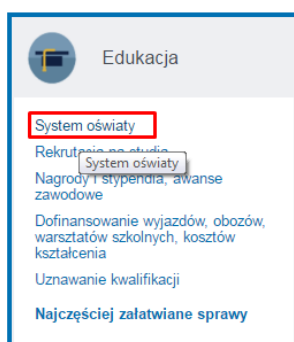 Edukacja
System oświaty
Rekrutacja na studia
System oświaty
Nagrody i stypendia, awanse
zawodowe
Dofinansowanie wyjazdów, obozów,
warsztatów szkolnych, kosztów
kształcenia
Uznawanie kwalifikacji
Najczęściej załatwiane sprawy